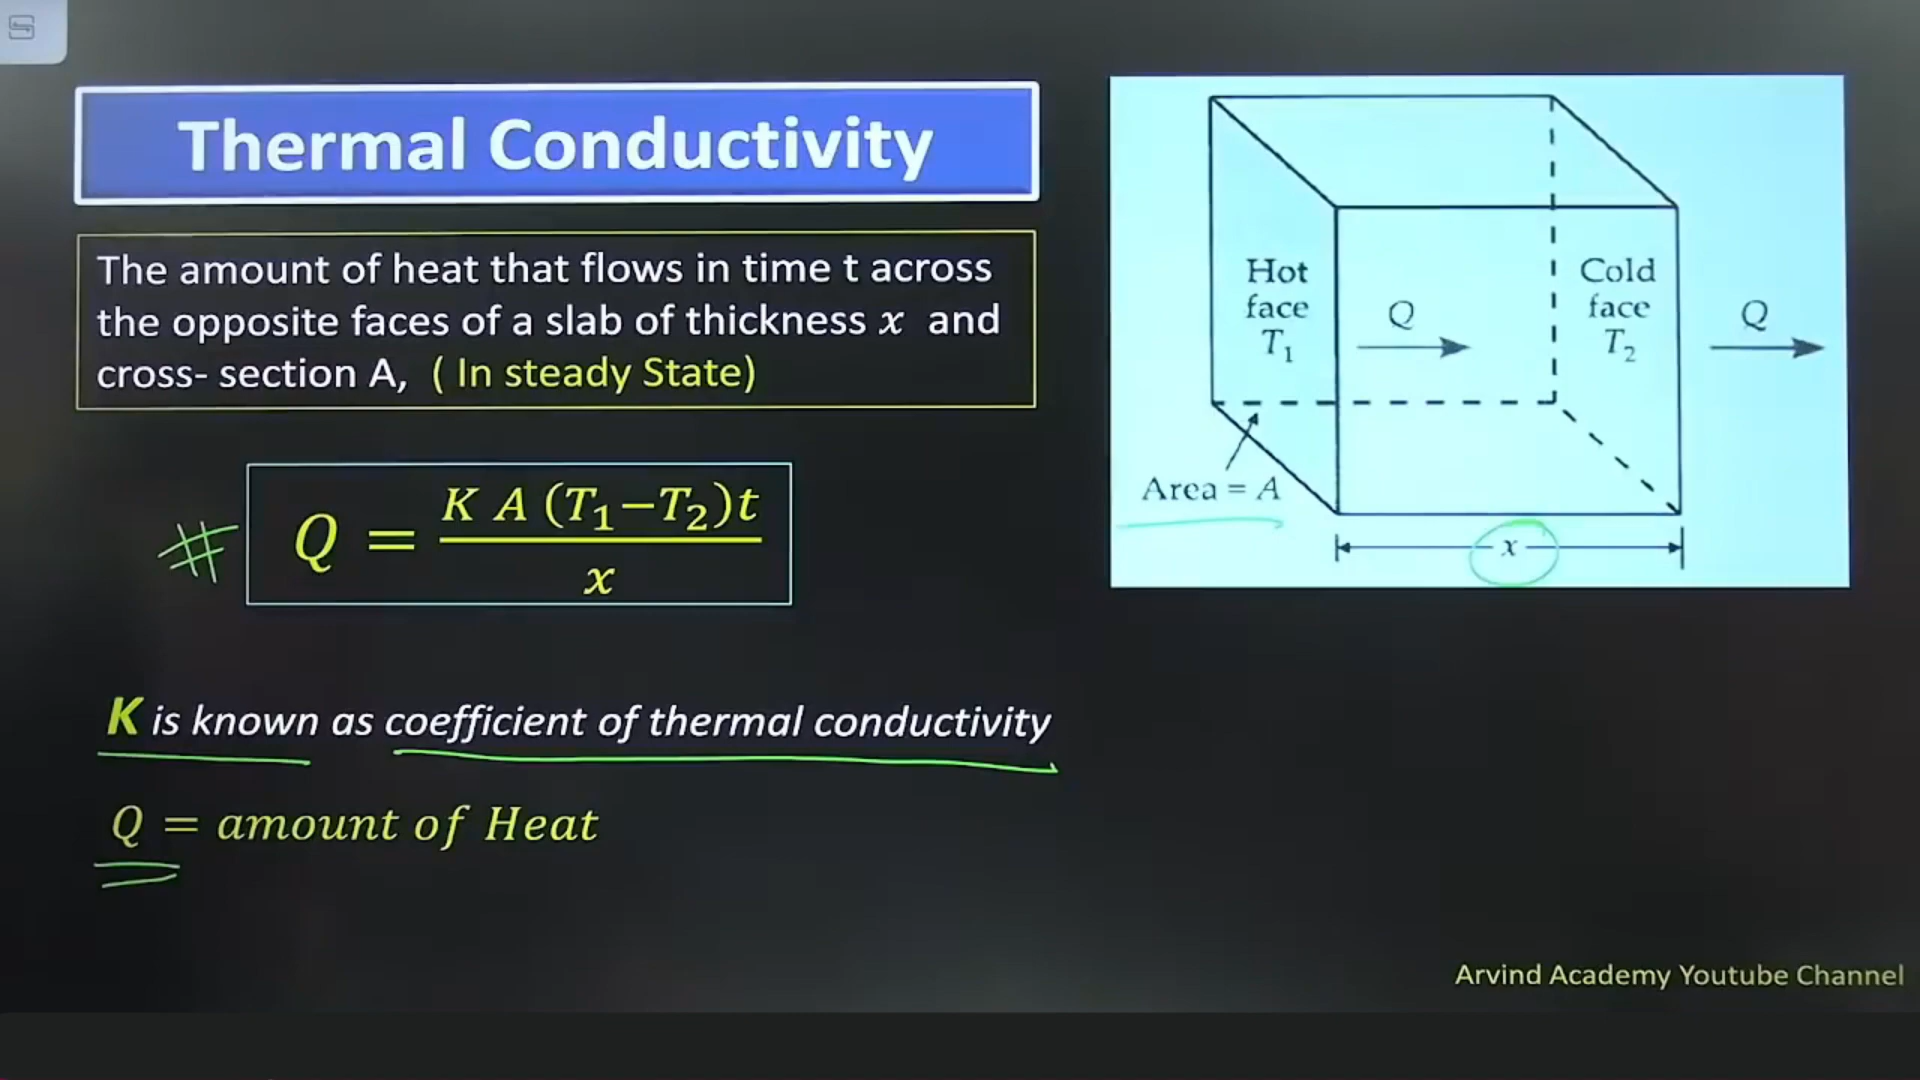 Thermal Conductivity
The amount of heat that flows in time t across
the opposite faces of a slab of thickness x and
cross- section A, ( In steady State)
# Q = K A (T₁−T₂)t / x
K is known as coefficient of thermal conductivity
Q = amount of Heat
Hot
face
T₁
Q
Cold
face
T₂
Q
Area = A
x
Arvind Academy Youtube Channel